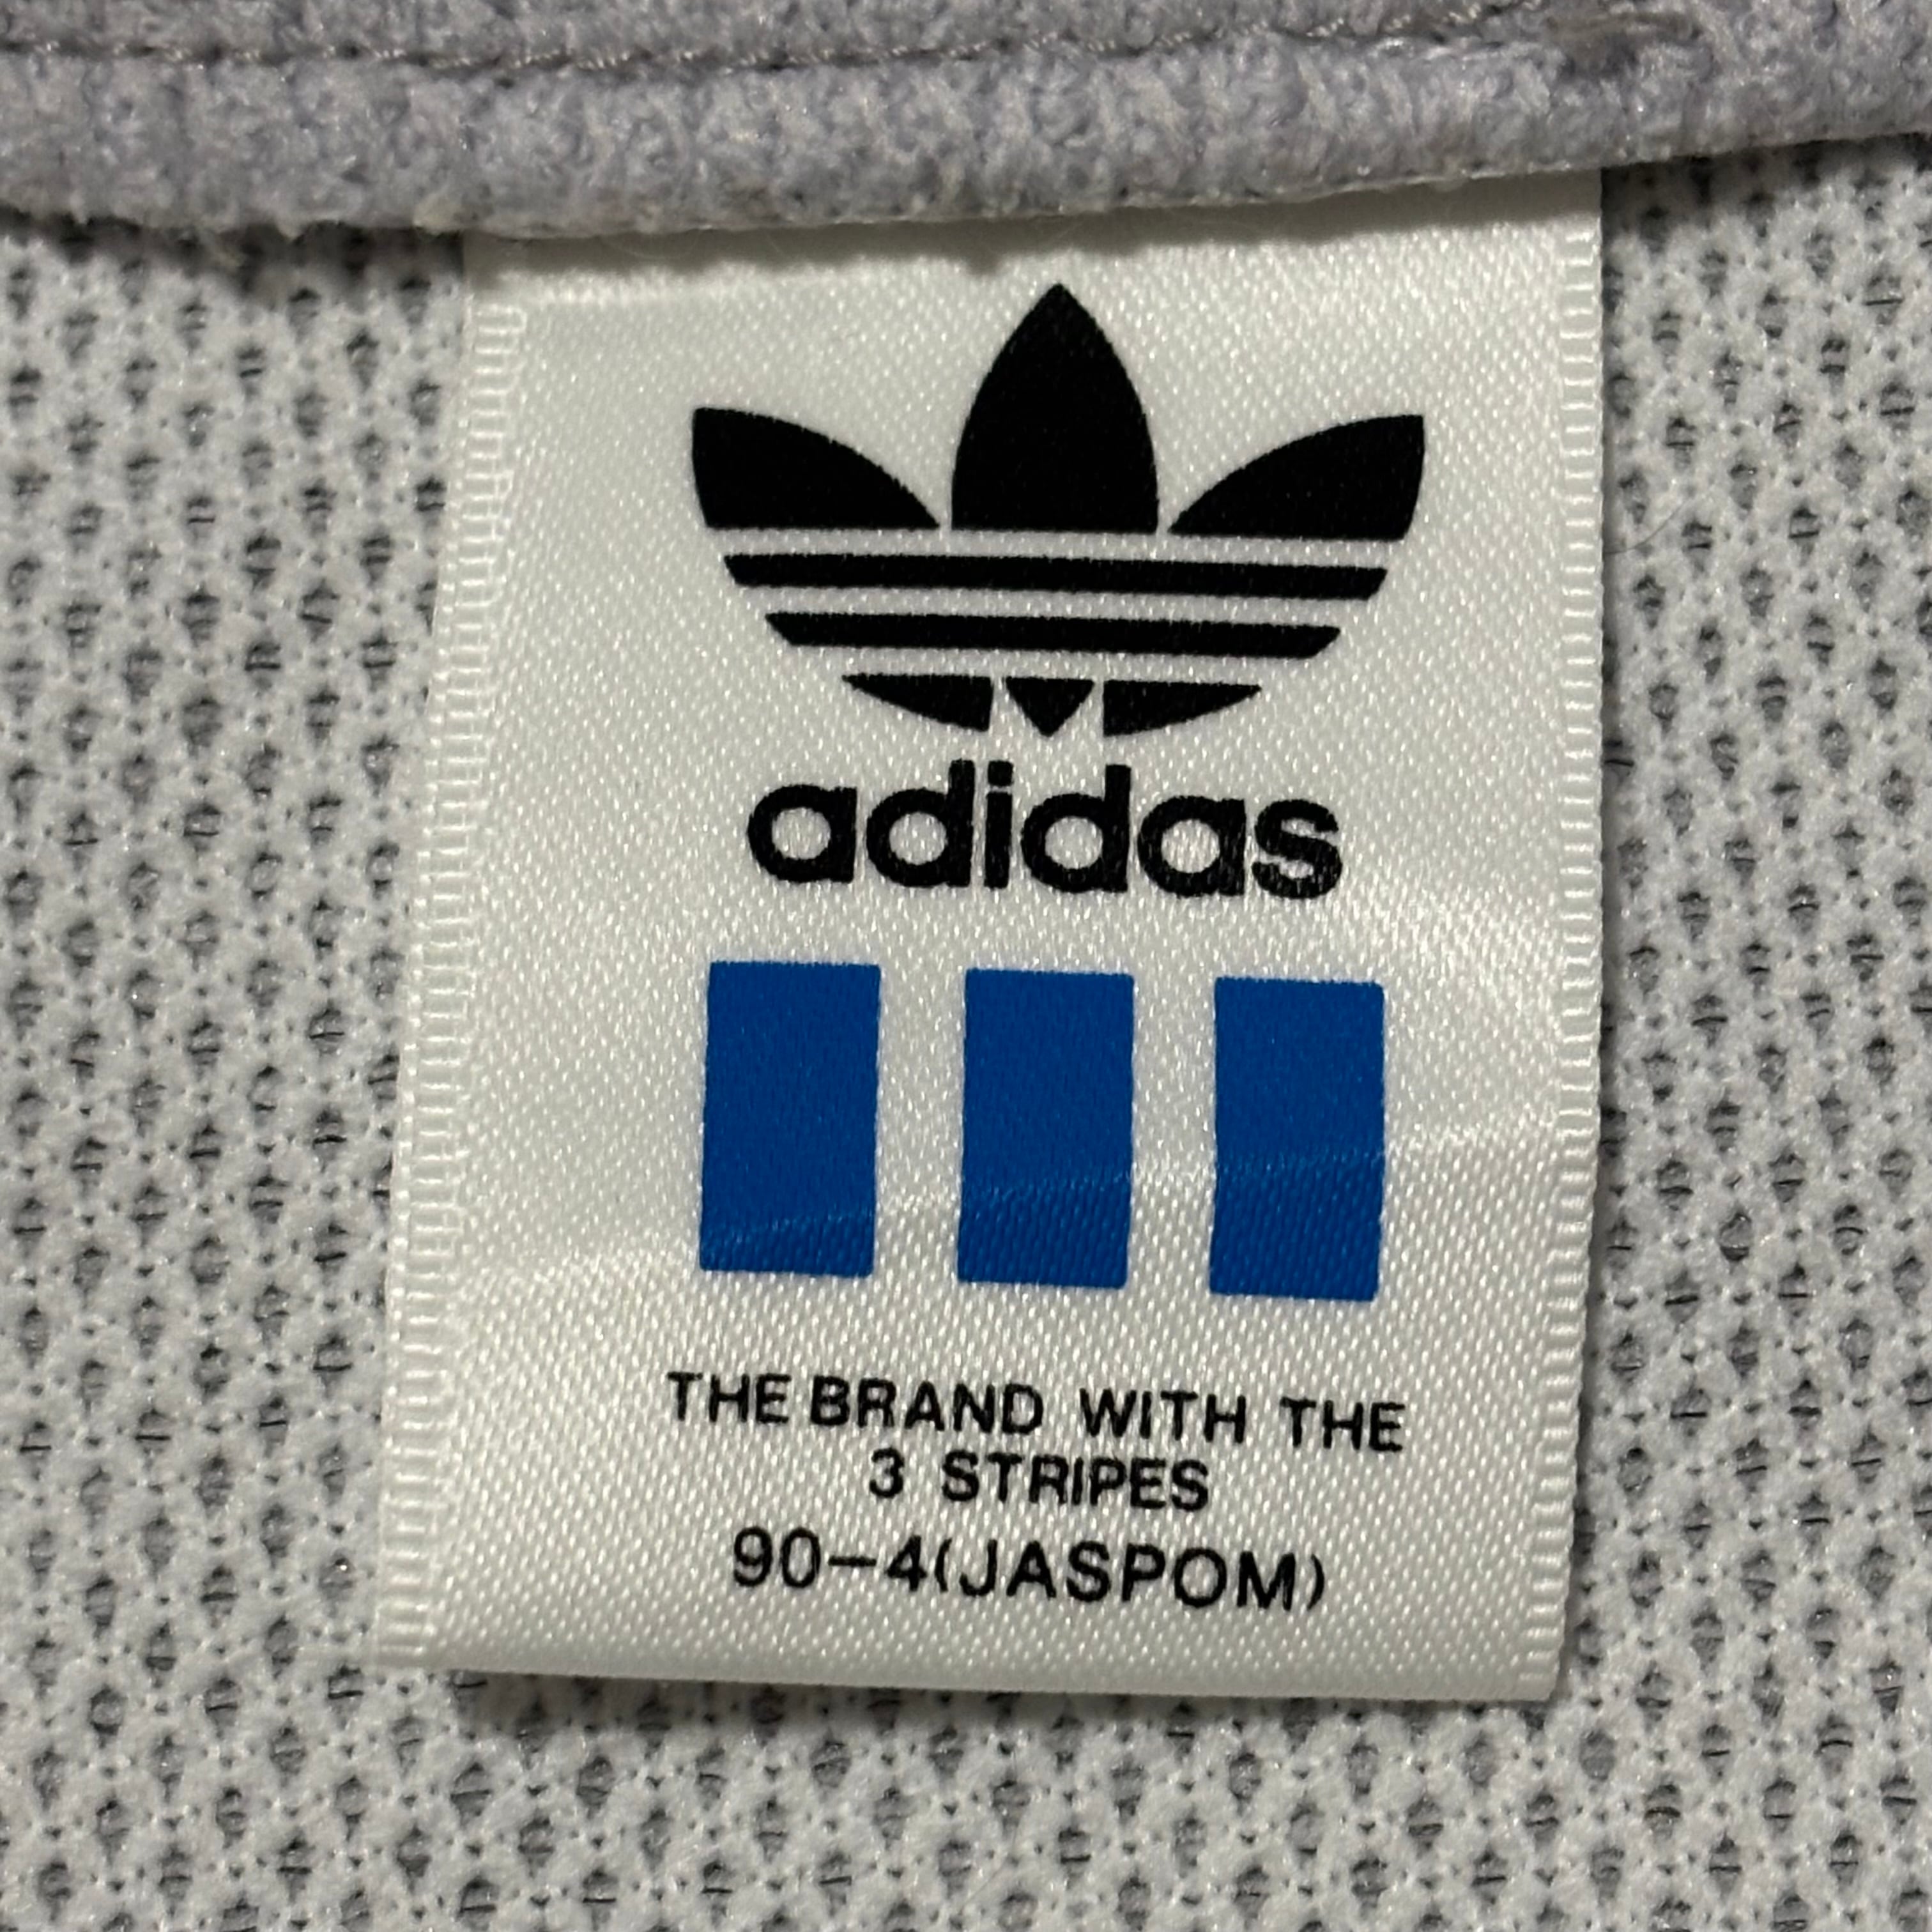 adidas
THE BRAND WITH THE
3 STRIPES
90-4(JASPOM)